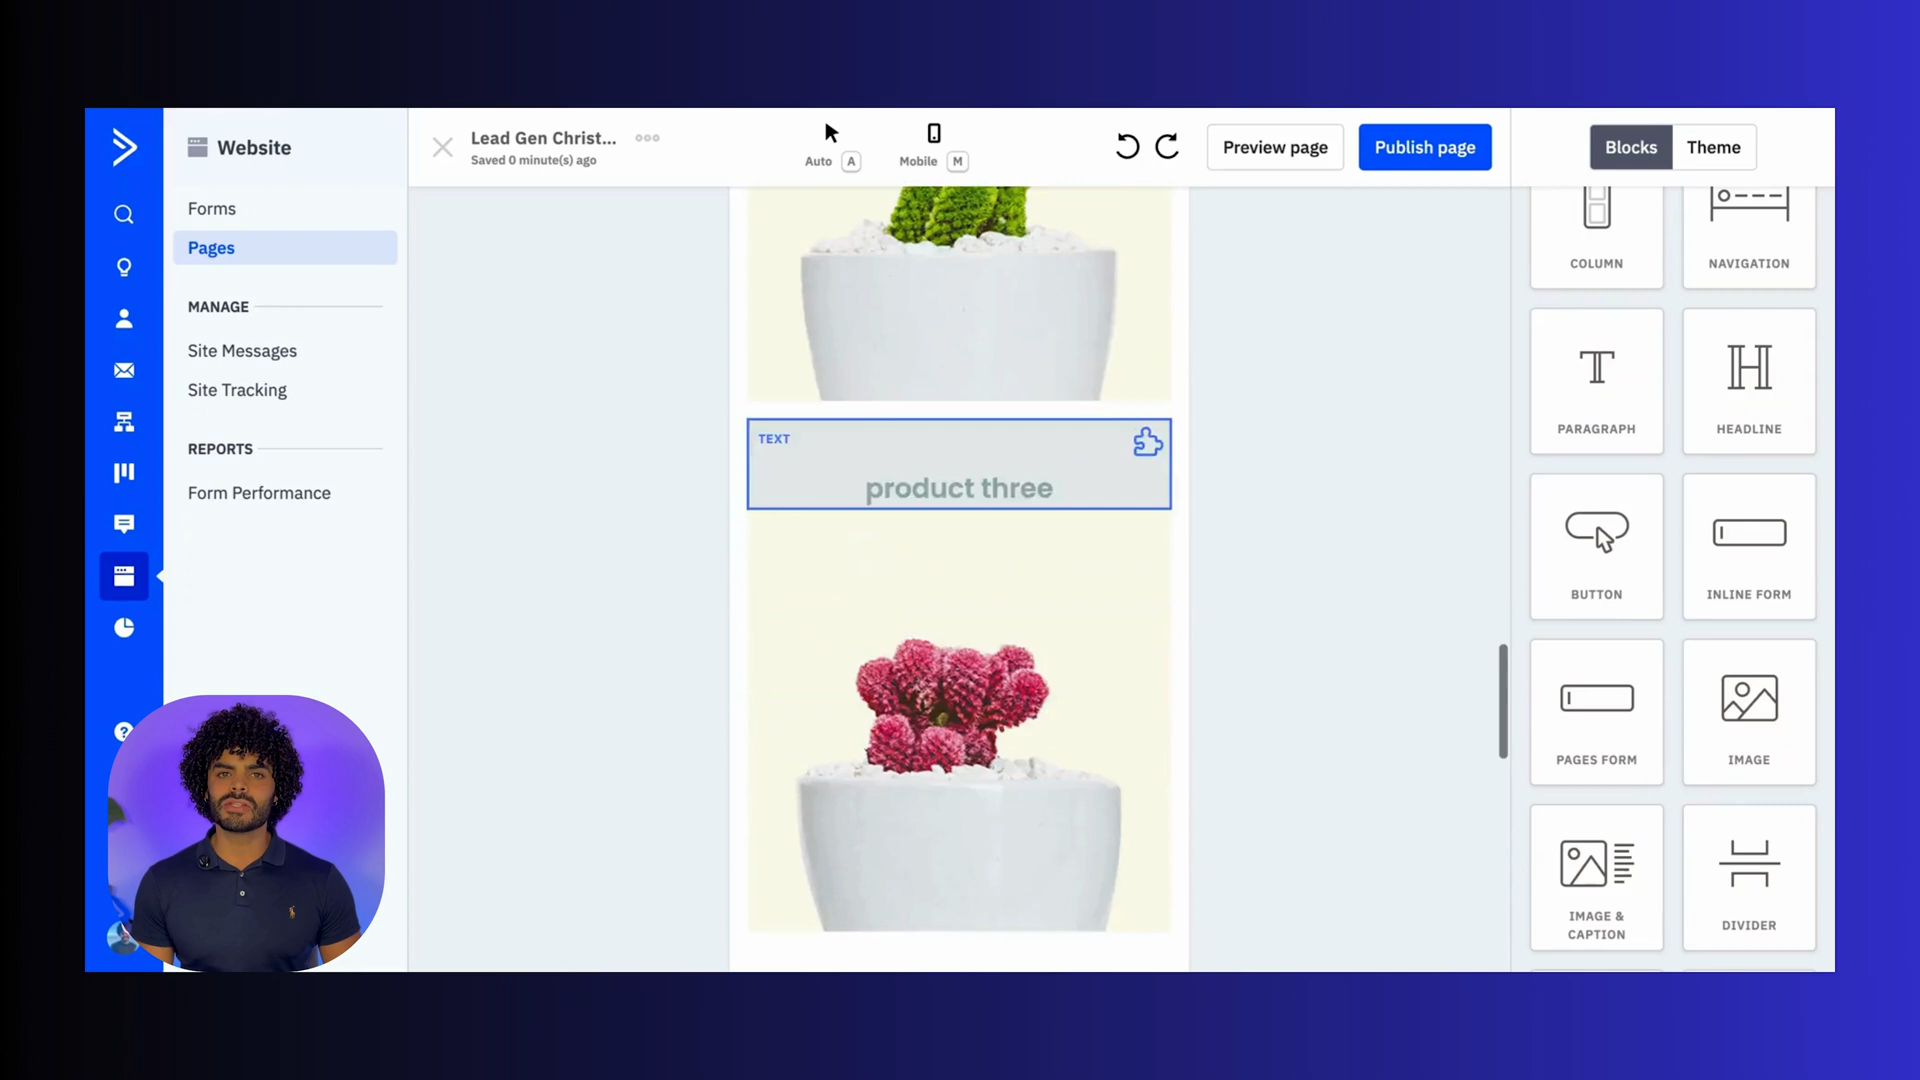 Website
Forms
Pages
MANAGE
Site Messages
Site Tracking
REPORTS
Form Performance
?
Lead Gen Christ...
Saved 0 minute(s) ago
Auto A
Mobile M
Preview page
Publish page
Blocks
Theme
TEXT
product three
COLUMN
NAVIGATION
T
PARAGRAPH
H
HEADLINE
BUTTON
INLINE FORM
PAGES FORM
IMAGE
IMAGE &
CAPTION
DIVIDER